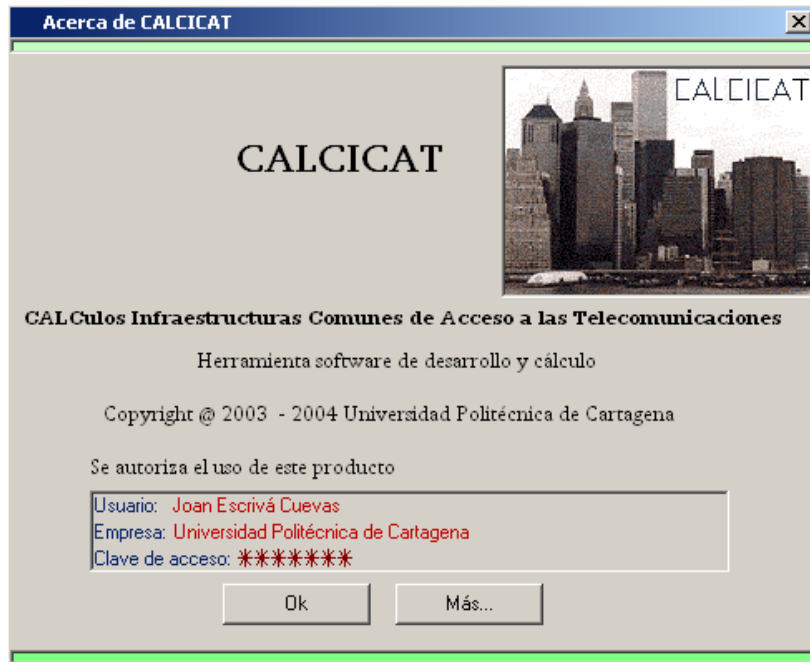 Acerca de CALCICAT
CALCICAT
CALCICAT
CALCulos Infraestructuras Comunes de Acceso a las Telecomunicaciones
Herramienta software de desarrollo y cálculo
Copyright @ 2003 - 2004 Universidad Politécnica de Cartagena
Se autoriza el uso de este producto
Usuario: Joan Escrivá Cuevas
Empresa: Universidad Politécnica de Cartagena
Clave de acceso: *******
Ok
Más...